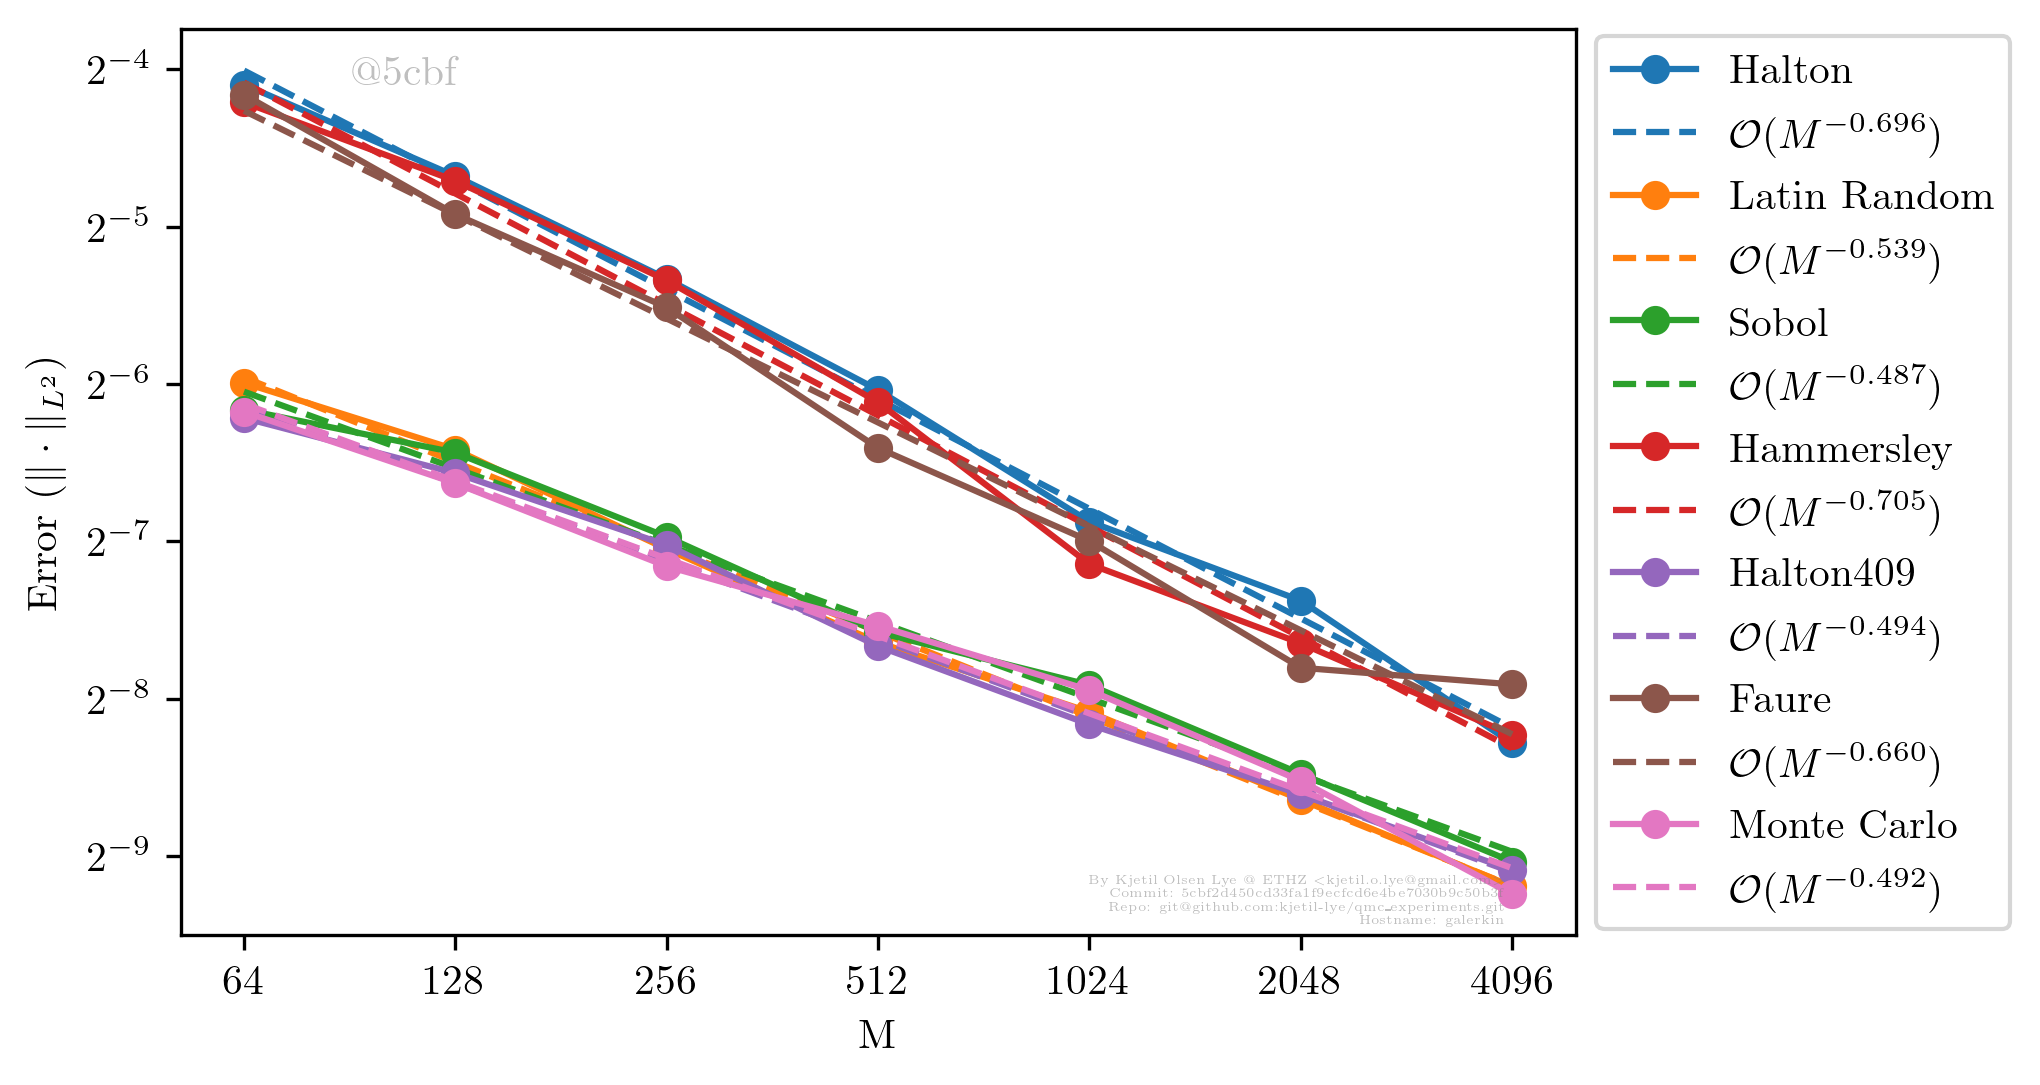 @5cbf
2⁻⁴
2⁻⁵
2⁻⁶
2⁻⁷
2⁻⁸
2⁻⁹
Error (|| · ||_{L²})
64 128 256 512 1024 2048 4096
M
Halton
𝒪(M^{−0.696})
Latin Random
𝒪(M^{−0.539})
Sobol
𝒪(M^{−0.487})
Hammersley
𝒪(M^{−0.705})
Halton409
𝒪(M^{−0.494})
Faure
𝒪(M^{−0.660})
Monte Carlo
𝒪(M^{−0.492})
By Kjetil Olsen Lye @ ETHZ
Commit:
Repo: git@github.com:kjetil-lye/qmc_experiments.git
Hostname: galerkin